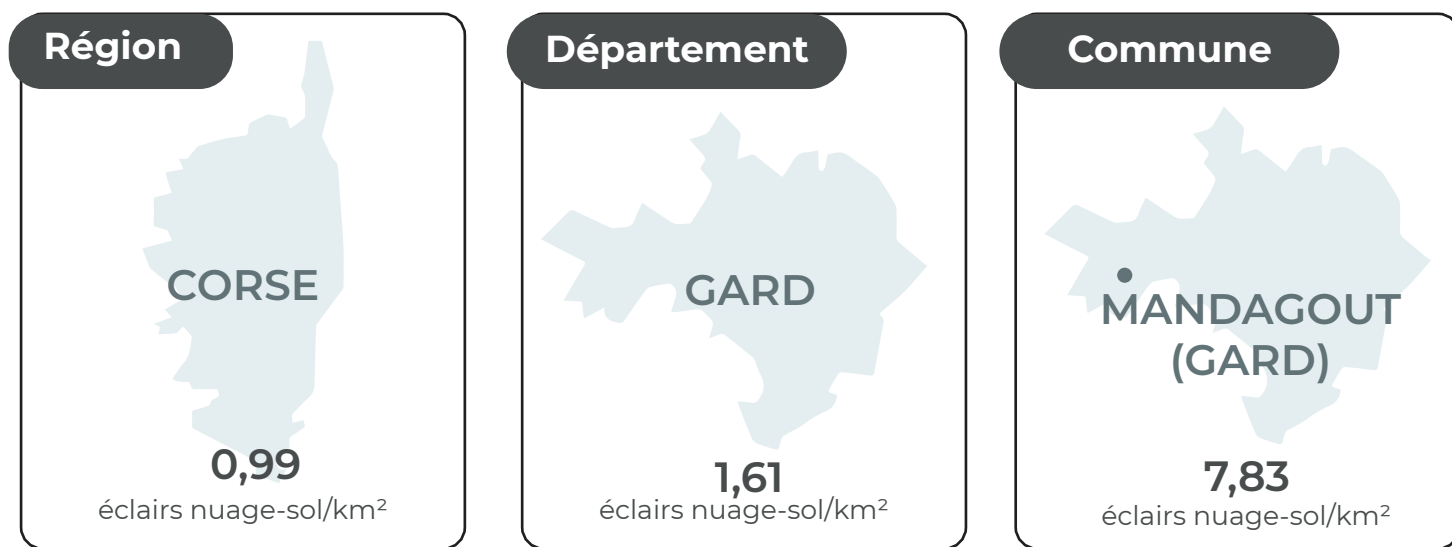 Région
CORSE
0,99
éclairs nuage-sol/km²
Département
GARD
1,61
éclairs nuage-sol/km²
Commune
MANDAGOUT
(GARD)
7,83
éclairs nuage-sol/km²